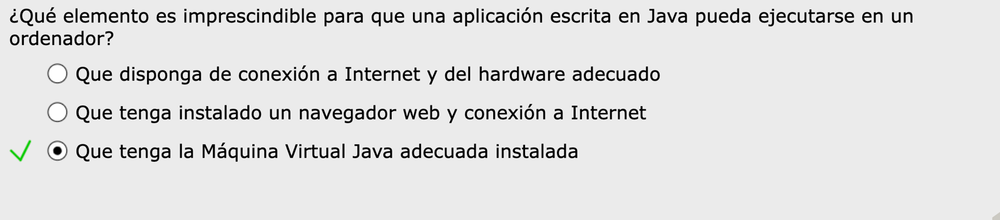 ¿Qué elemento es imprescindible para que una aplicación escrita en Java pueda ejecutarse en un
ordenador?
Que disponga de conexión a Internet y del hardware adecuado
Que tenga instalado un navegador web y conexión a Internet
Que tenga la Máquina Virtual Java adecuada instalada